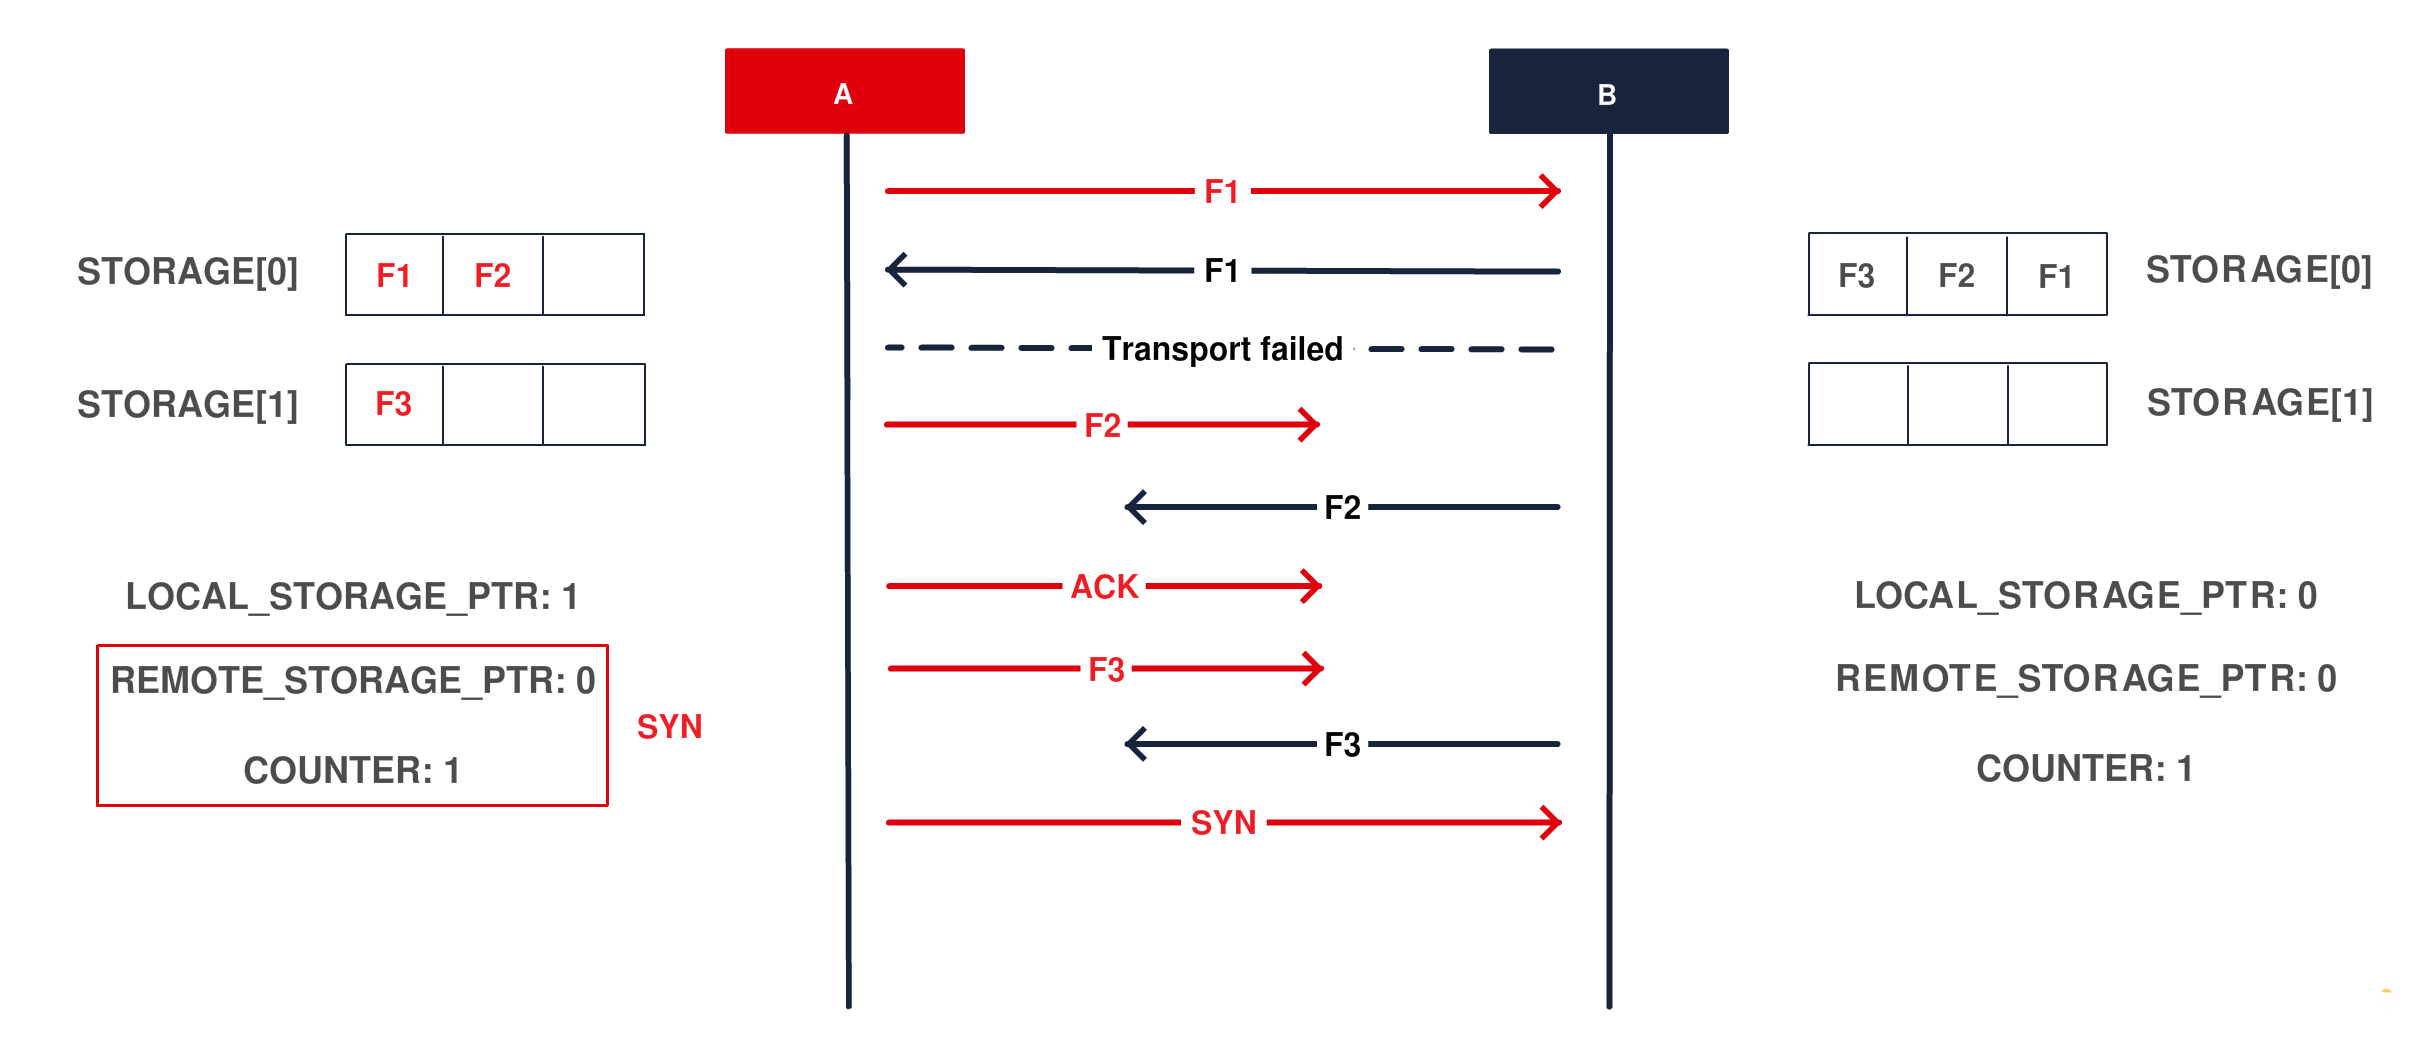 A
B
F1
F1
Transport failed
F2
F2
ACK
F3
F3
SYN
STORAGE[0]
F1 F2
STORAGE[1]
F3
LOCAL_STORAGE_PTR: 1
REMOTE_STORAGE_PTR: 0
COUNTER: 1
SYN
F3 F2 F1
STORAGE[0]
STORAGE[1]
LOCAL_STORAGE_PTR: 0
REMOTE_STORAGE_PTR: 0
COUNTER: 1